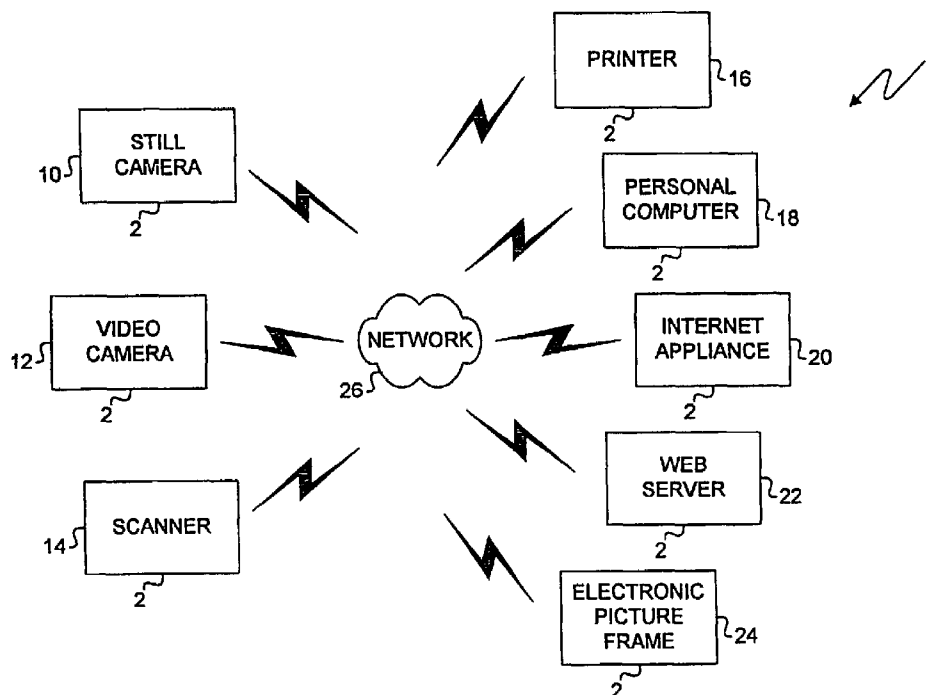 PRINTER
16
2
STILL
CAMERA
10
2
PERSONAL
COMPUTER
18
2
VIDEO
CAMERA
12
2
NETWORK
26
INTERNET
APPLIANCE
20
2
WEB
SERVER
22
2
SCANNER
14
2
ELECTRONIC
PICTURE
FRAME
24
2